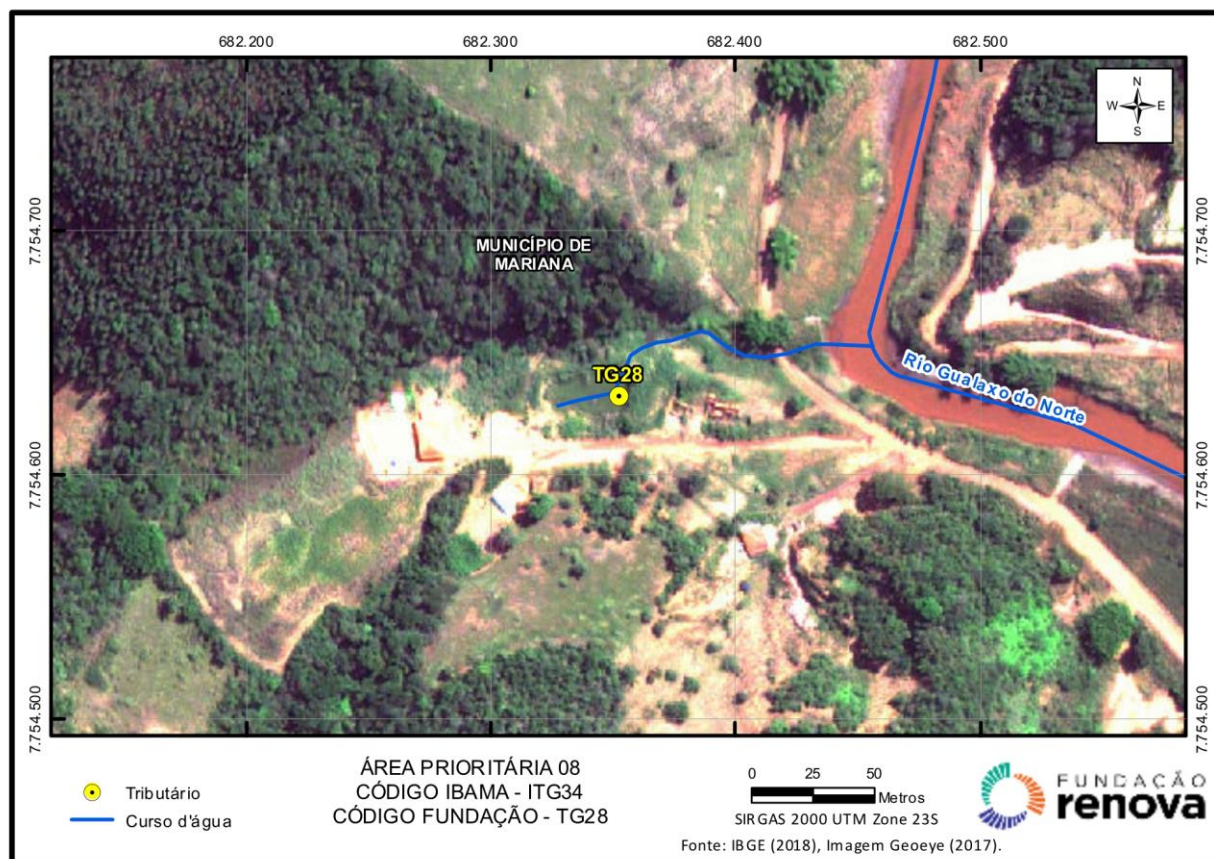 682.200
682.300
682.400
682.500
N
W E
S
7.754.700
7.754.700
MUNICÍPIO DE
MARIANA
TG28
Rio Gualaxo do Norte
7.754.600
7.754.600
7.754.500
7.754.500
Tributário
Curso d'água
ÁREA PRIORITÁRIA 08
CÓDIGO IBAMA - ITG34
CÓDIGO FUNDAÇÃO - TG28
0 25 50
Metros
SIRGAS 2000 UTM Zone 23S
Fonte: IBGE (2018), Imagem Geoeye (2017).
FUNDAÇÃO
renova